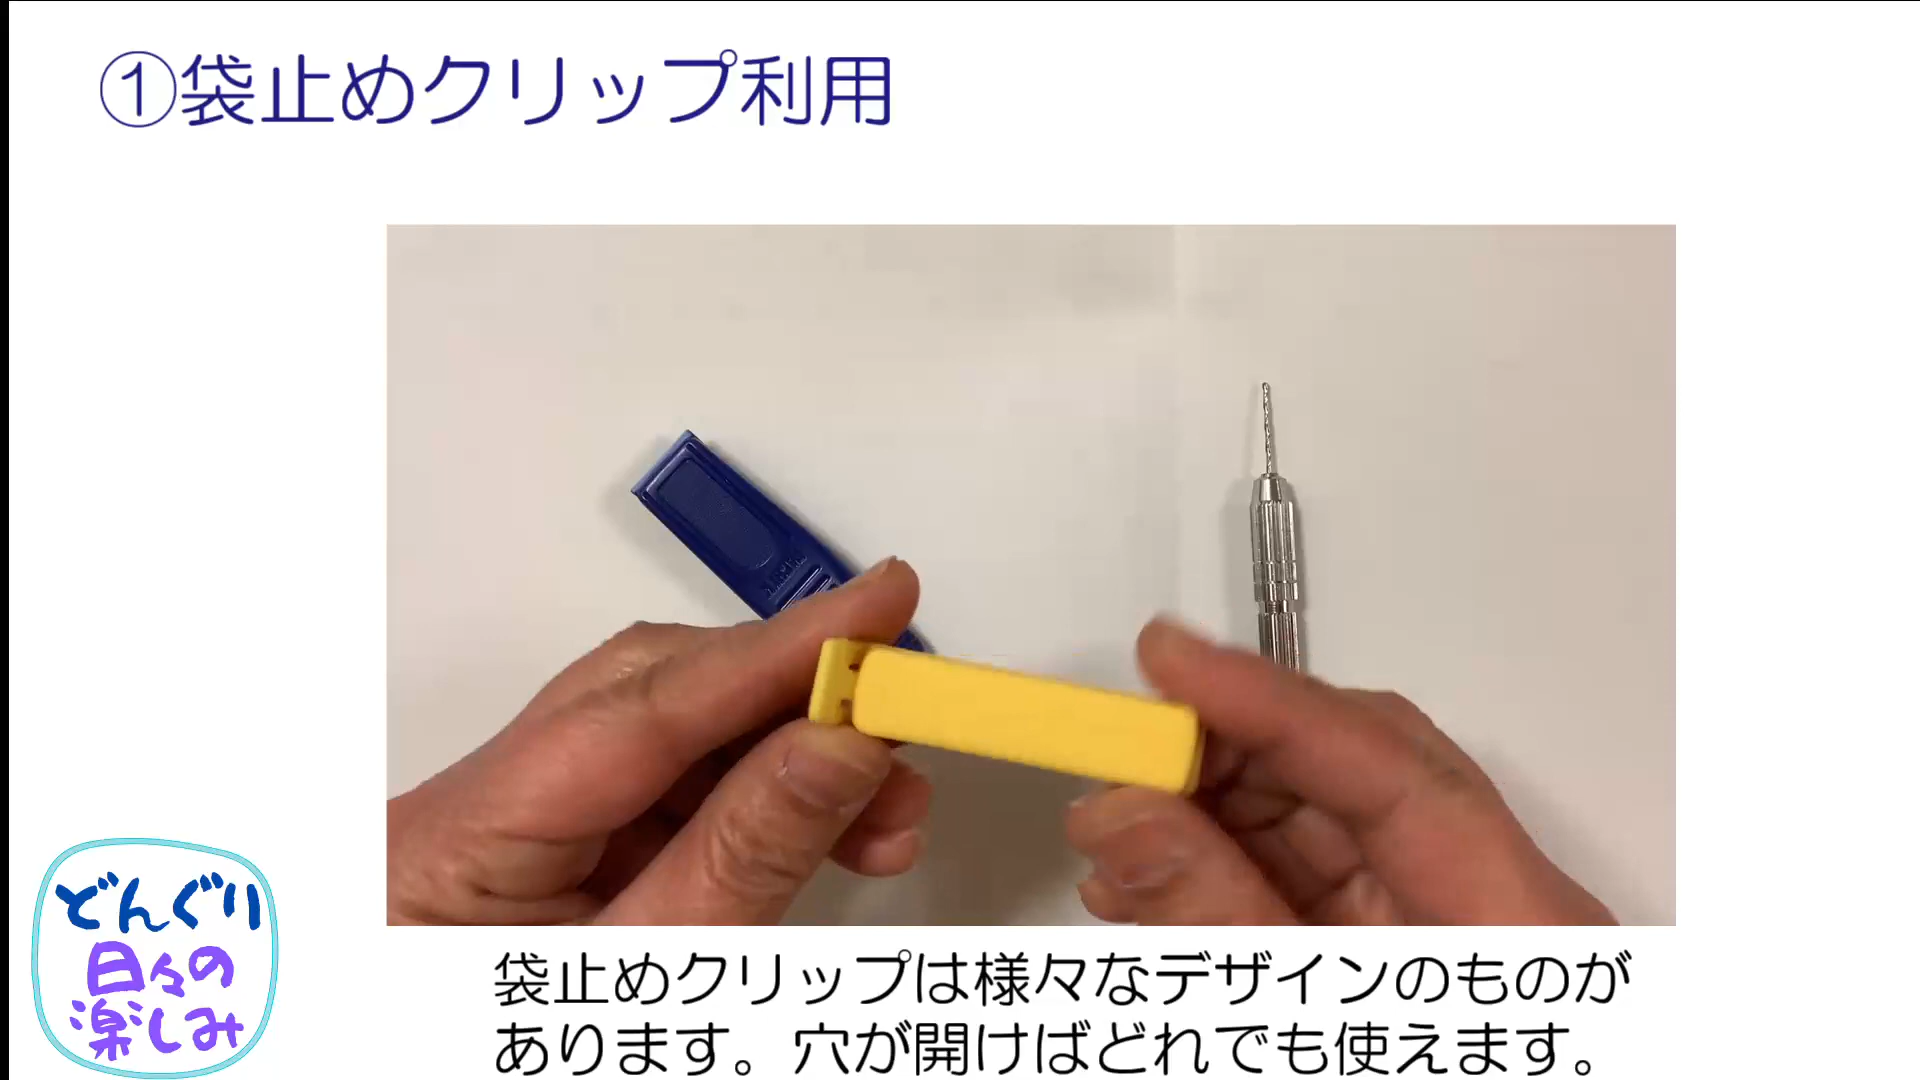 ①袋止めクリップ利用
袋止めクリップは様々なデザインのものが
あります。穴が開けばどれでも使えます。
どんぐり
日々の
楽しみ